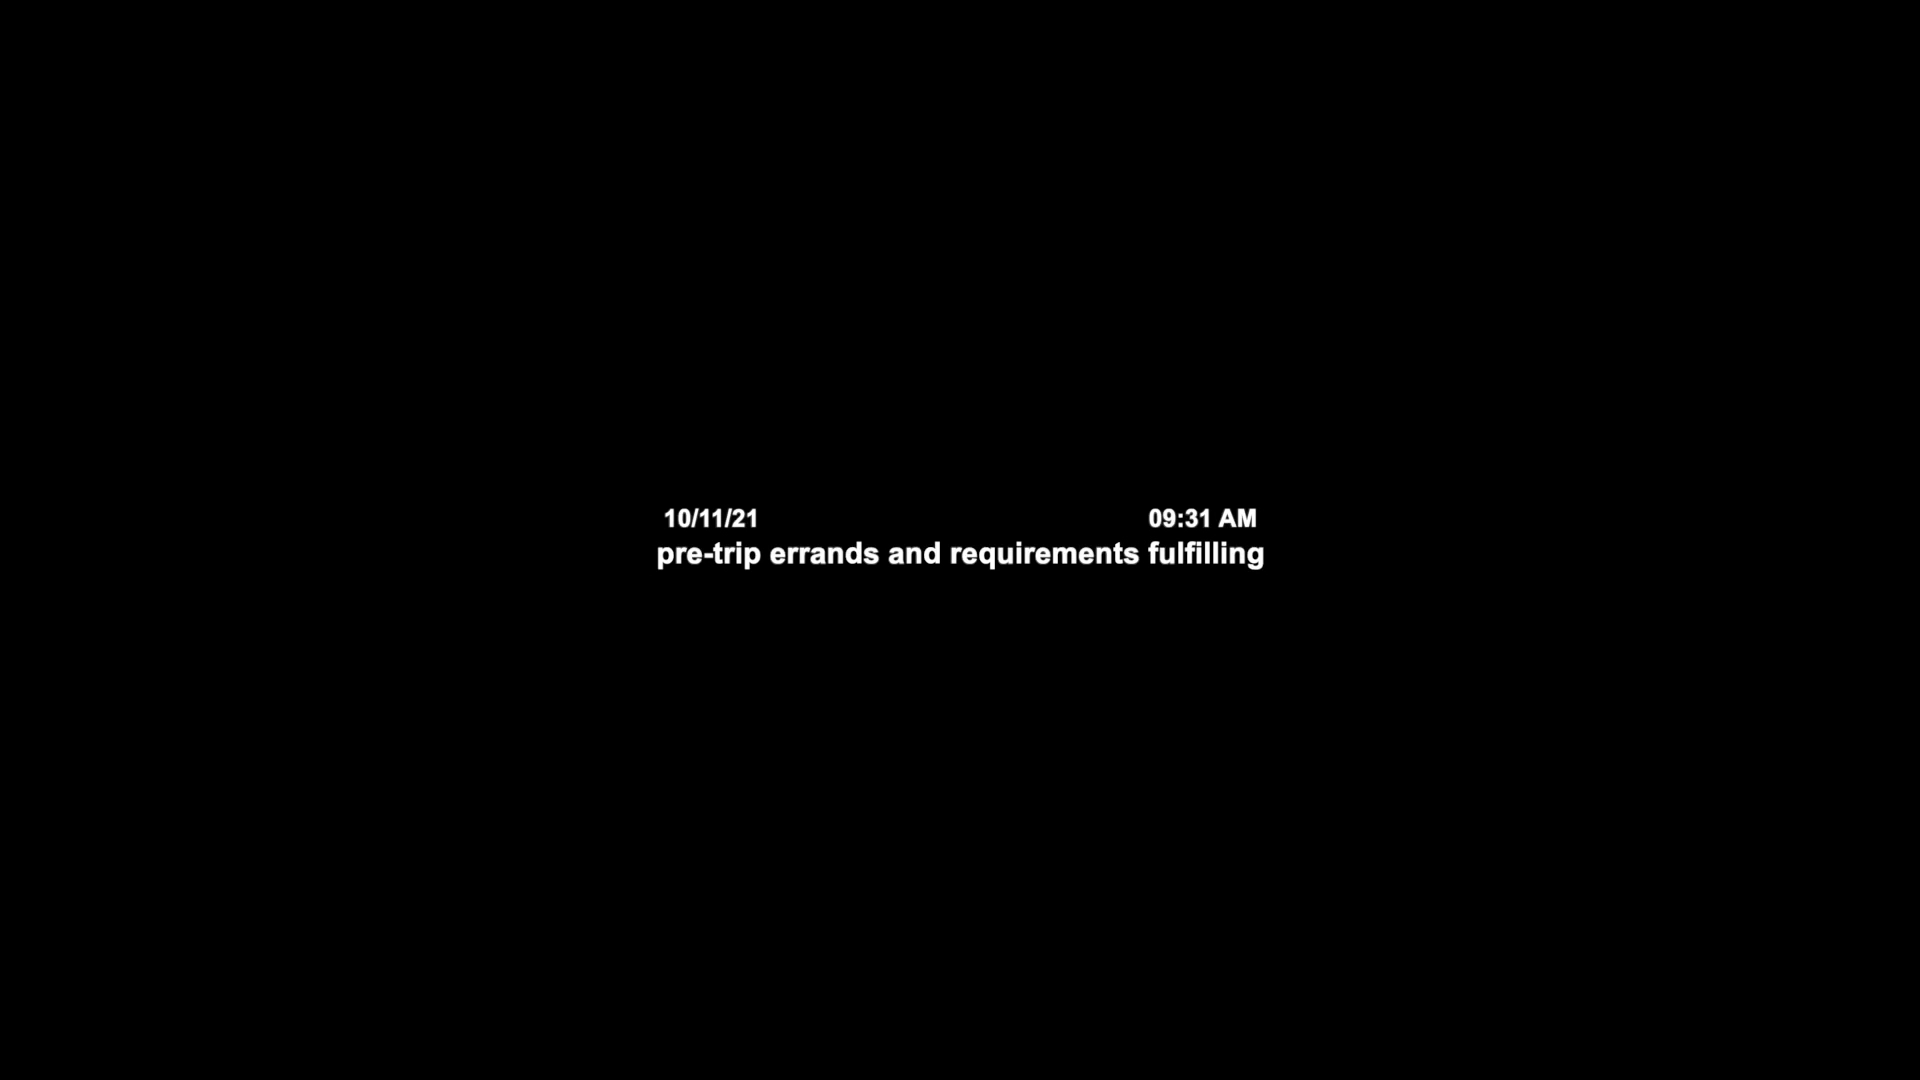 10/11/21 09:31 AM
pre-trip errands and requirements fulfilling